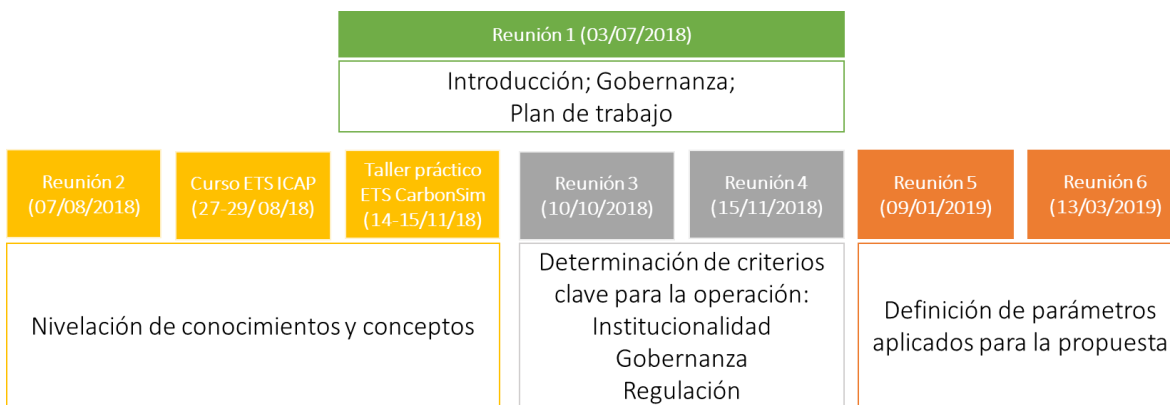 Reunión 1 (03/07/2018)
Introducción; Gobernanza;
Plan de trabajo
Reunión 2
(07/08/2018)
Curso ETS ICAP
(27-29/08/18)
Taller práctico
ETS CarbonSim
(14-15/11/18)
Reunión 3
(10/10/2018)
Reunión 4
(15/11/2018)
Reunión 5
(09/01/2019)
Reunión 6
(13/03/2019)
Nivelación de conocimientos y conceptos
Determinación de criterios
clave para la operación:
Institucionalidad
Gobernanza
Regulación
Definición de parámetros
aplicados para la propuesta